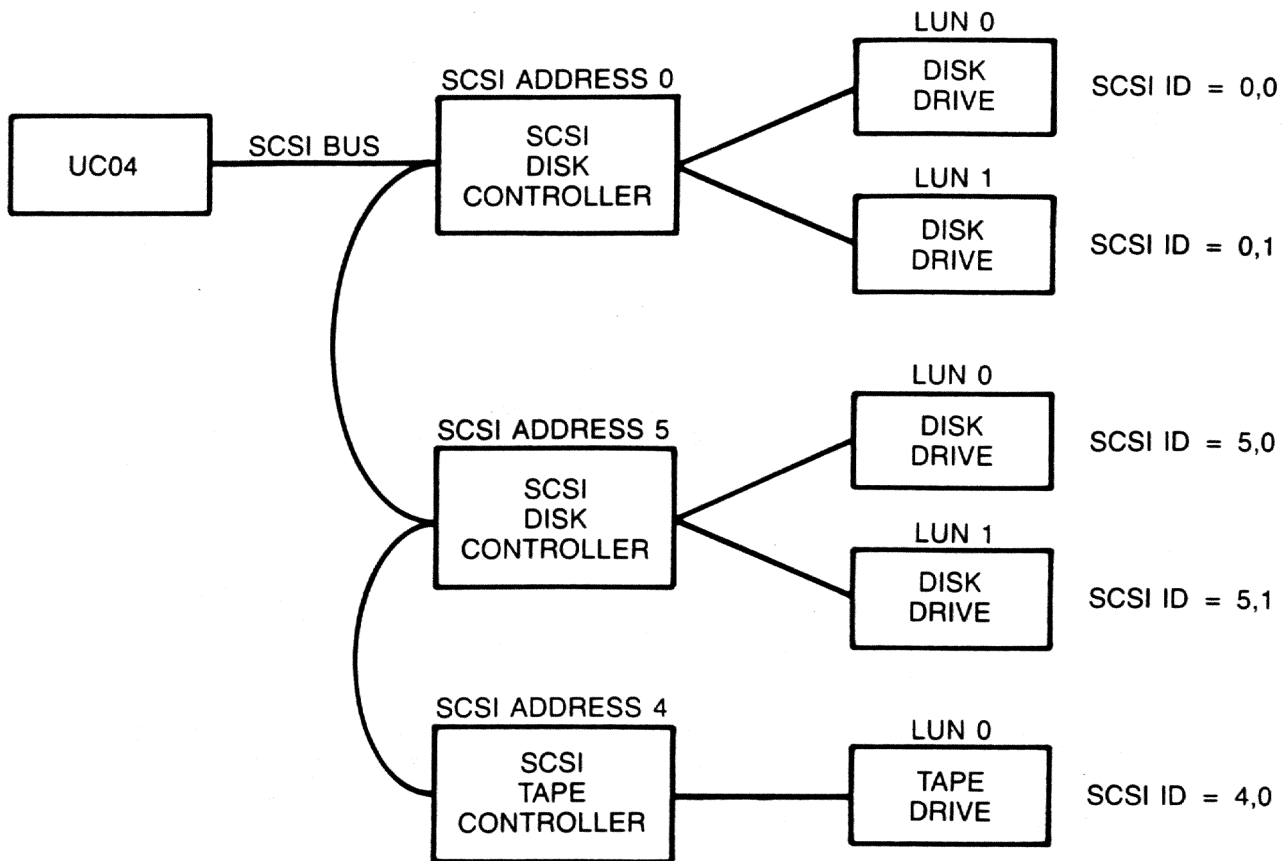 LUN 0
DISK
DRIVE
SCSI ID = 0,0
SCSI ADDRESS 0
SCSI
DISK
CONTROLLER
UC04
SCSI BUS
LUN 1
DISK
DRIVE
SCSI ID = 0,1
LUN 0
DISK
DRIVE
SCSI ID = 5,0
SCSI ADDRESS 5
SCSI
DISK
CONTROLLER
LUN 1
DISK
DRIVE
SCSI ID = 5,1
SCSI ADDRESS 4
SCSI
TAPE
CONTROLLER
LUN 0
TAPE
DRIVE
SCSI ID = 4,0